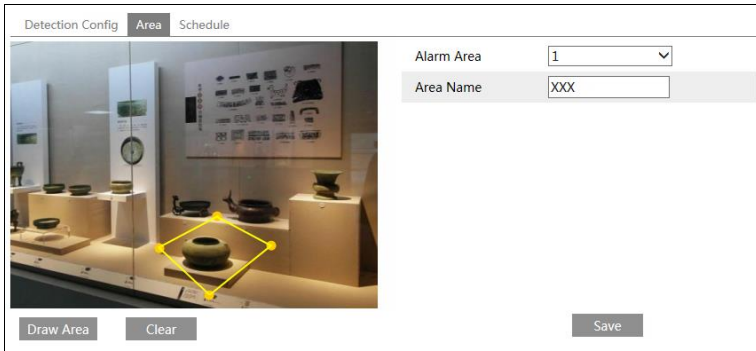 Detection Config Area Schedule
Alarm Area 1
Area Name XXX
Draw Area Clear Save